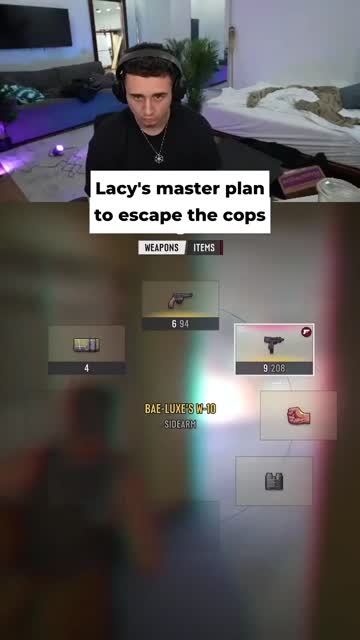 Lacy's master plan
to escape the cops
WEAPONS ITEMS
6 94
4
9 208
BAE-LUXE'S W-10
SIDEARM